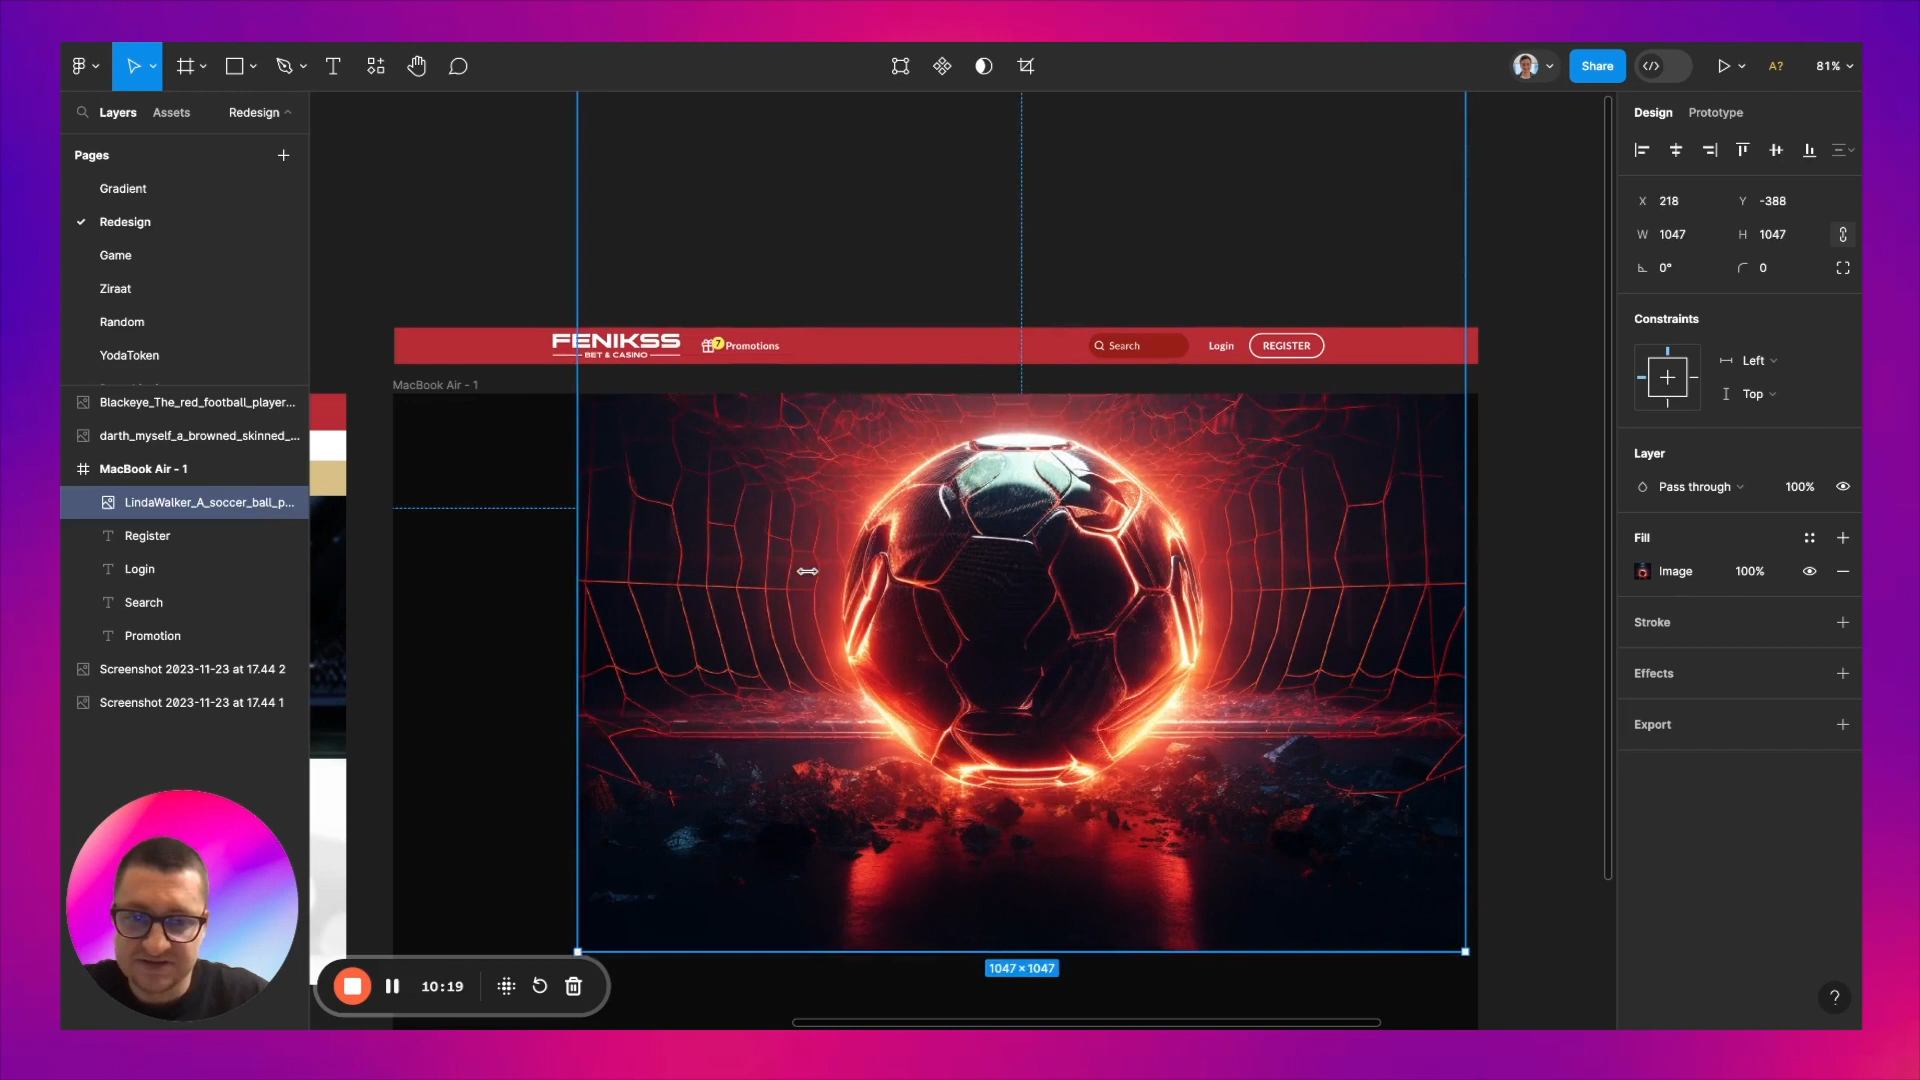 Share
A?
81%
Layers
Assets
Redesign
Pages
Gradient
Redesign
Game
Ziraat
Random
YodaToken
Blackeye_The_red_football_player...
darth_myself_a_browned_skinned_...
MacBook Air - 1
LindaWalker_A_soccer_ball_p...
Register
Login
Search
Promotion
Screenshot 2023-11-23 at 17.44 2
Screenshot 2023-11-23 at 17.44 1
10:19
FENIKSS
BET & CASINO
7
Promotions
Search
Login
REGISTER
MacBook Air - 1
1047 × 1047
Design
Prototype
X 218
Y -388
W 1047
H 1047
0°
0
Constraints
Left
Top
Layer
Pass through
100%
Fill
Image
100%
Stroke
Effects
Export
?